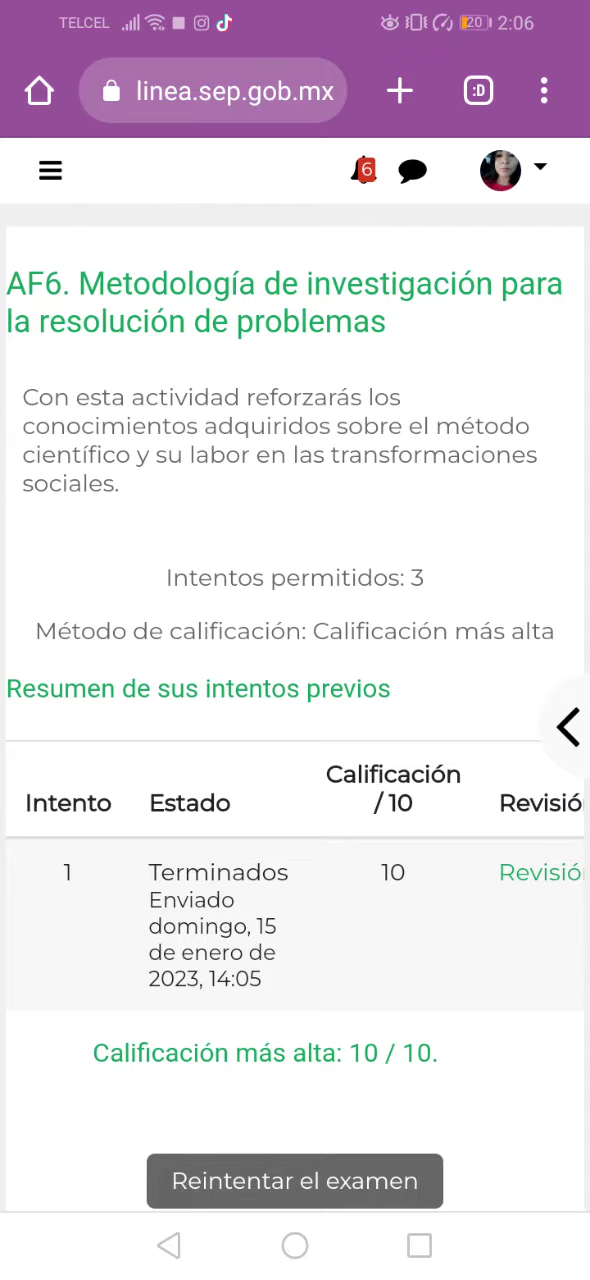 TELCEL 20 2:06
linea.sep.gob.mx :D
6
AF6. Metodología de investigación para
la resolución de problemas
Con esta actividad reforzarás los
conocimientos adquiridos sobre el método
científico y su labor en las transformaciones
sociales.
Intentos permitidos: 3
Método de calificación: Calificación más alta
Resumen de sus intentos previos
Intento Estado Calificación / 10 Revisió
1 Terminados 10 Revisió
Enviado
domingo, 15
de enero de
2023, 14:05
Calificación más alta: 10 / 10.
Reintentar el examen